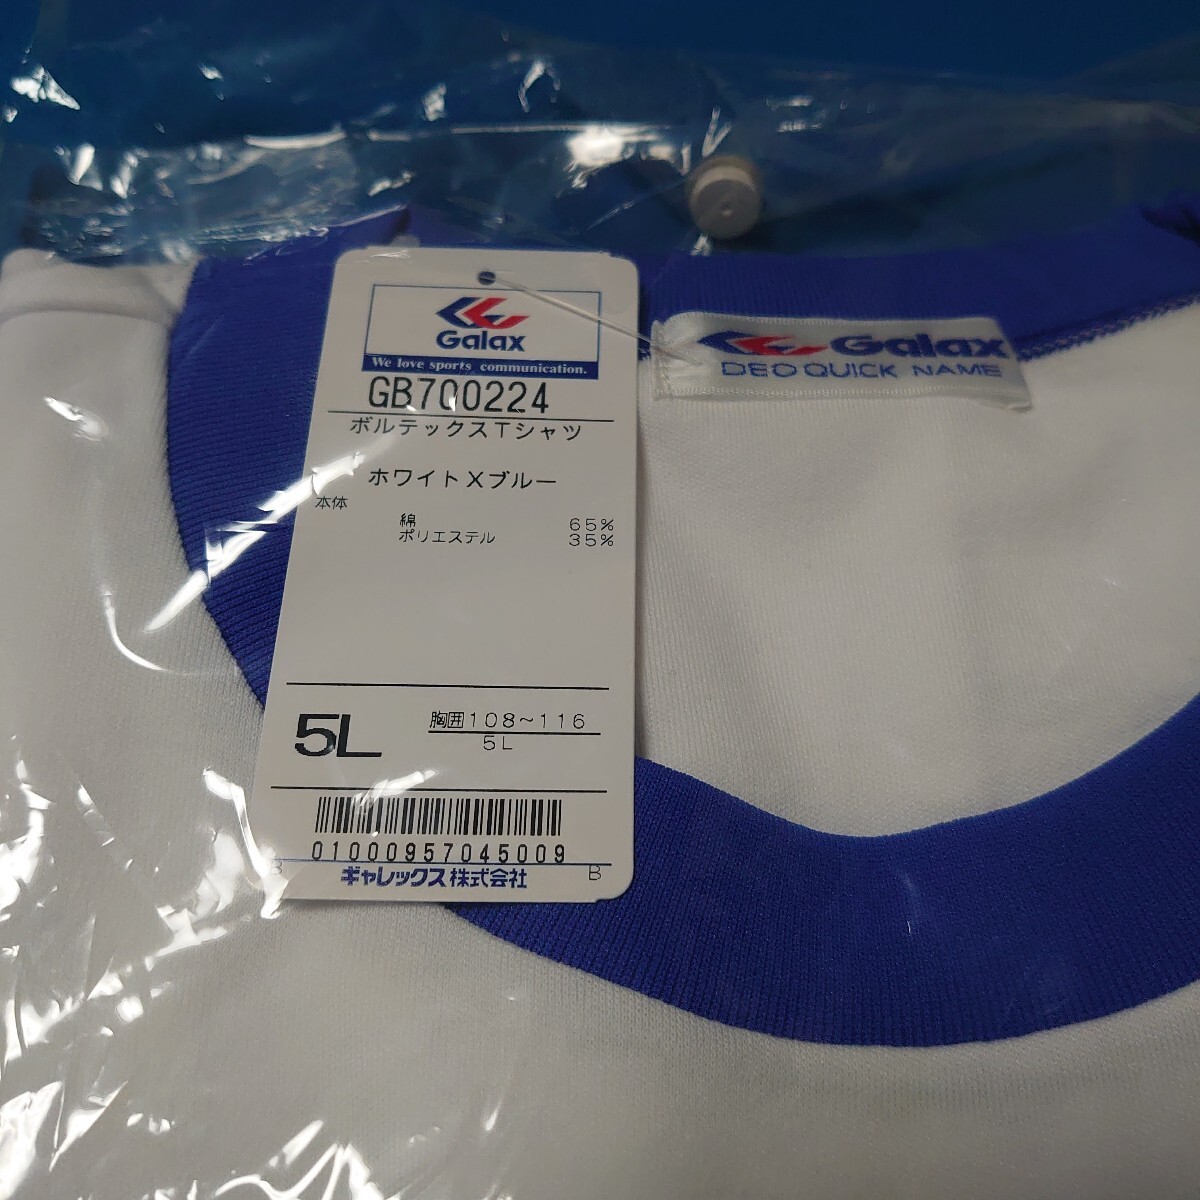 Galax
We love sports communication.
GB700224
ボルテックスTシャツ
ホワイトXブルー
本体
綿 65%
ポリエステル 35%
5L
胸囲108~116
5L
01000957045009
B B
ギャレックス株式会社
Galax
DEO QUICK NAME